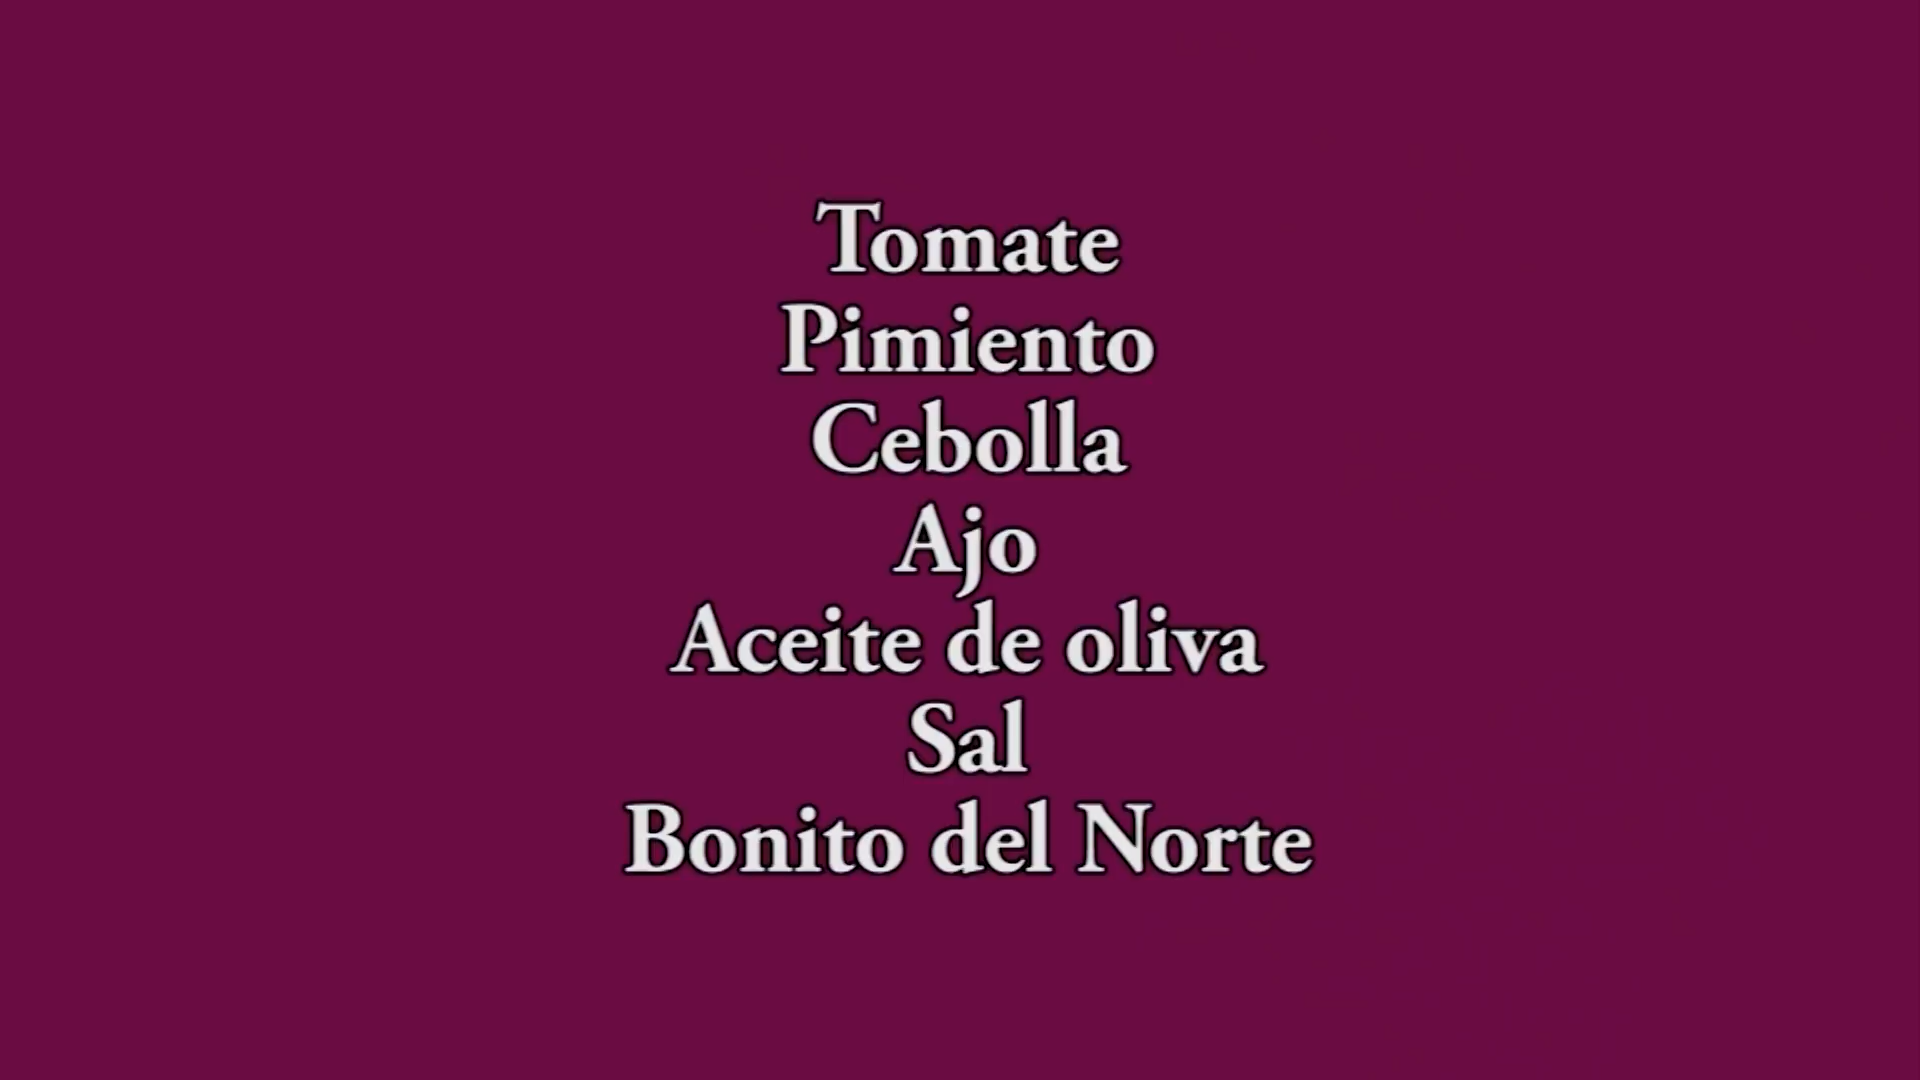 Tomate
Pimiento
Cebolla
Ajo
Aceite de oliva
Sal
Bonito del Norte